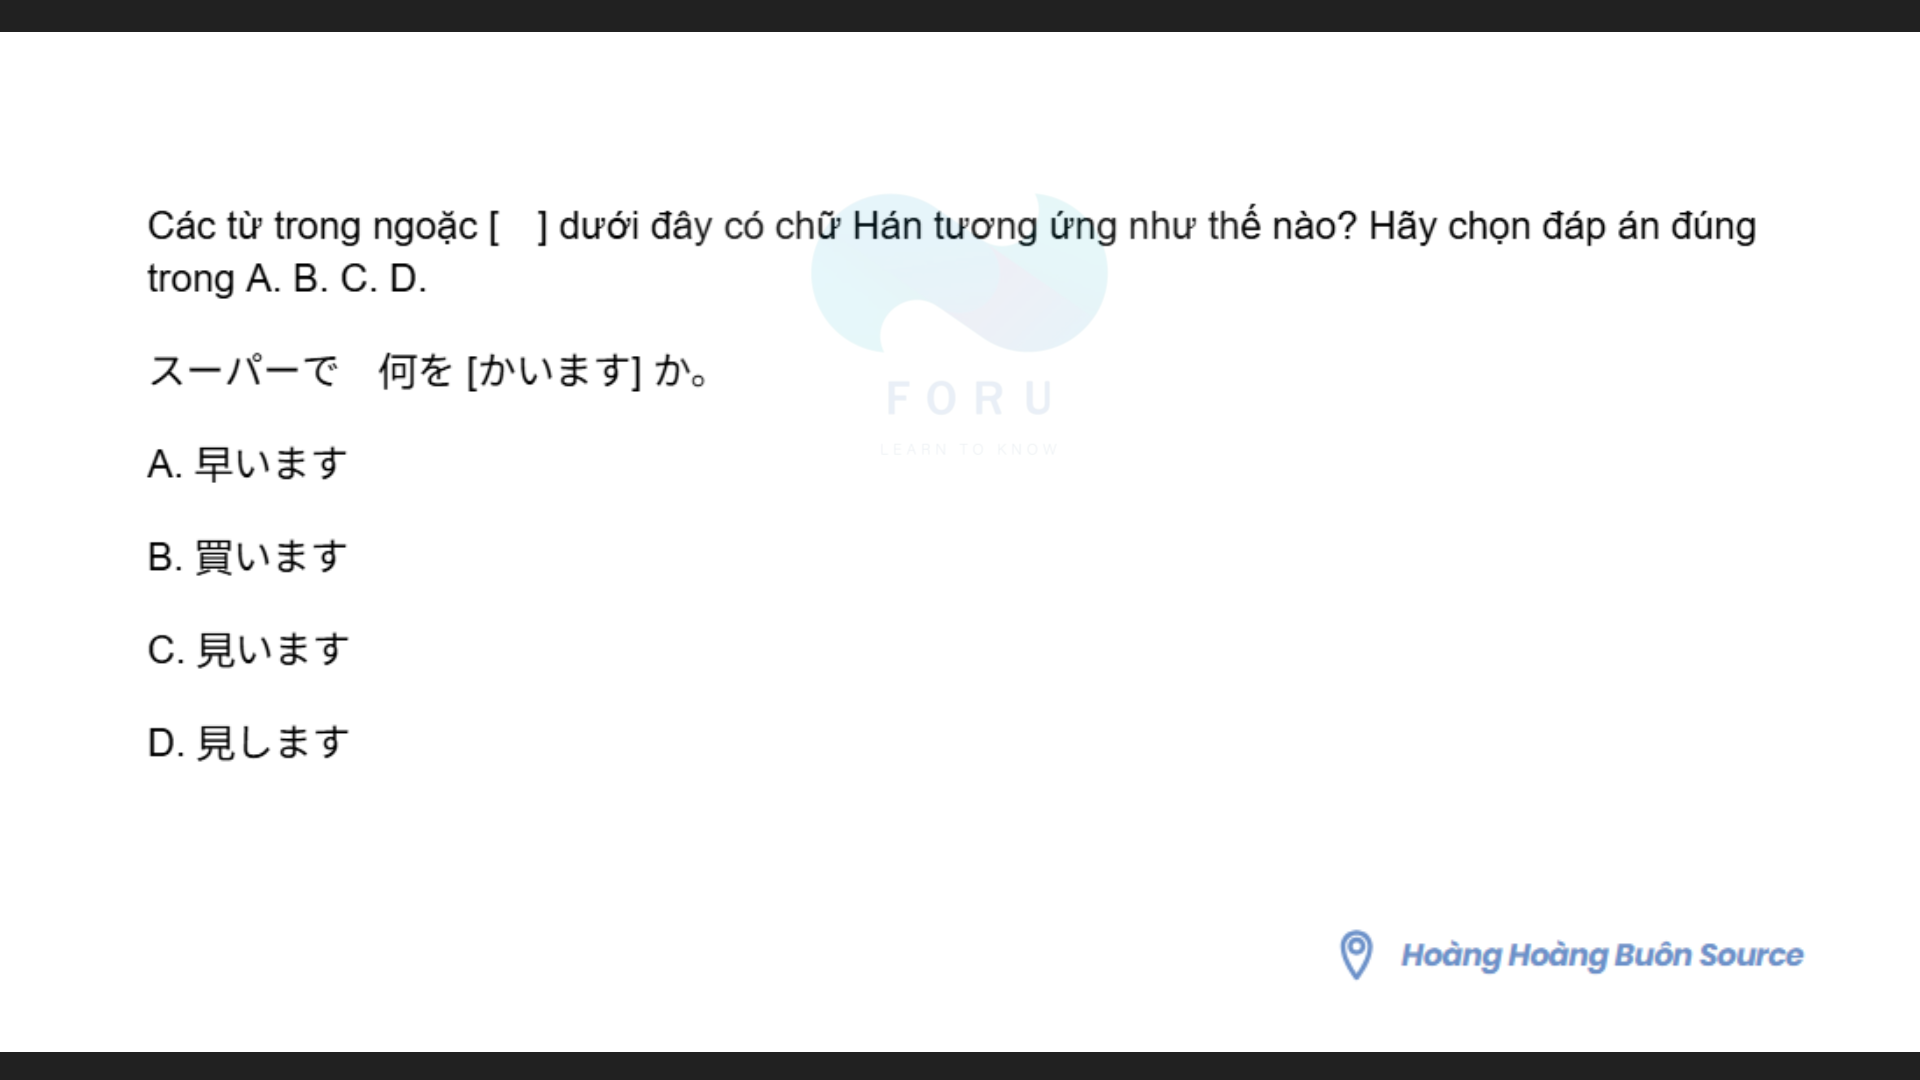 Các từ trong ngoặc [　] dưới đây có chữ Hán tương ứng như thế nào? Hãy chọn đáp án đúng
trong A. B. C. D.
スーパーで　何を [かいます] か。
FORU
LEARN TO KNOW
A. 早います
B. 買います
C. 見います
D. 見します
Hoàng Hoàng Buôn Source